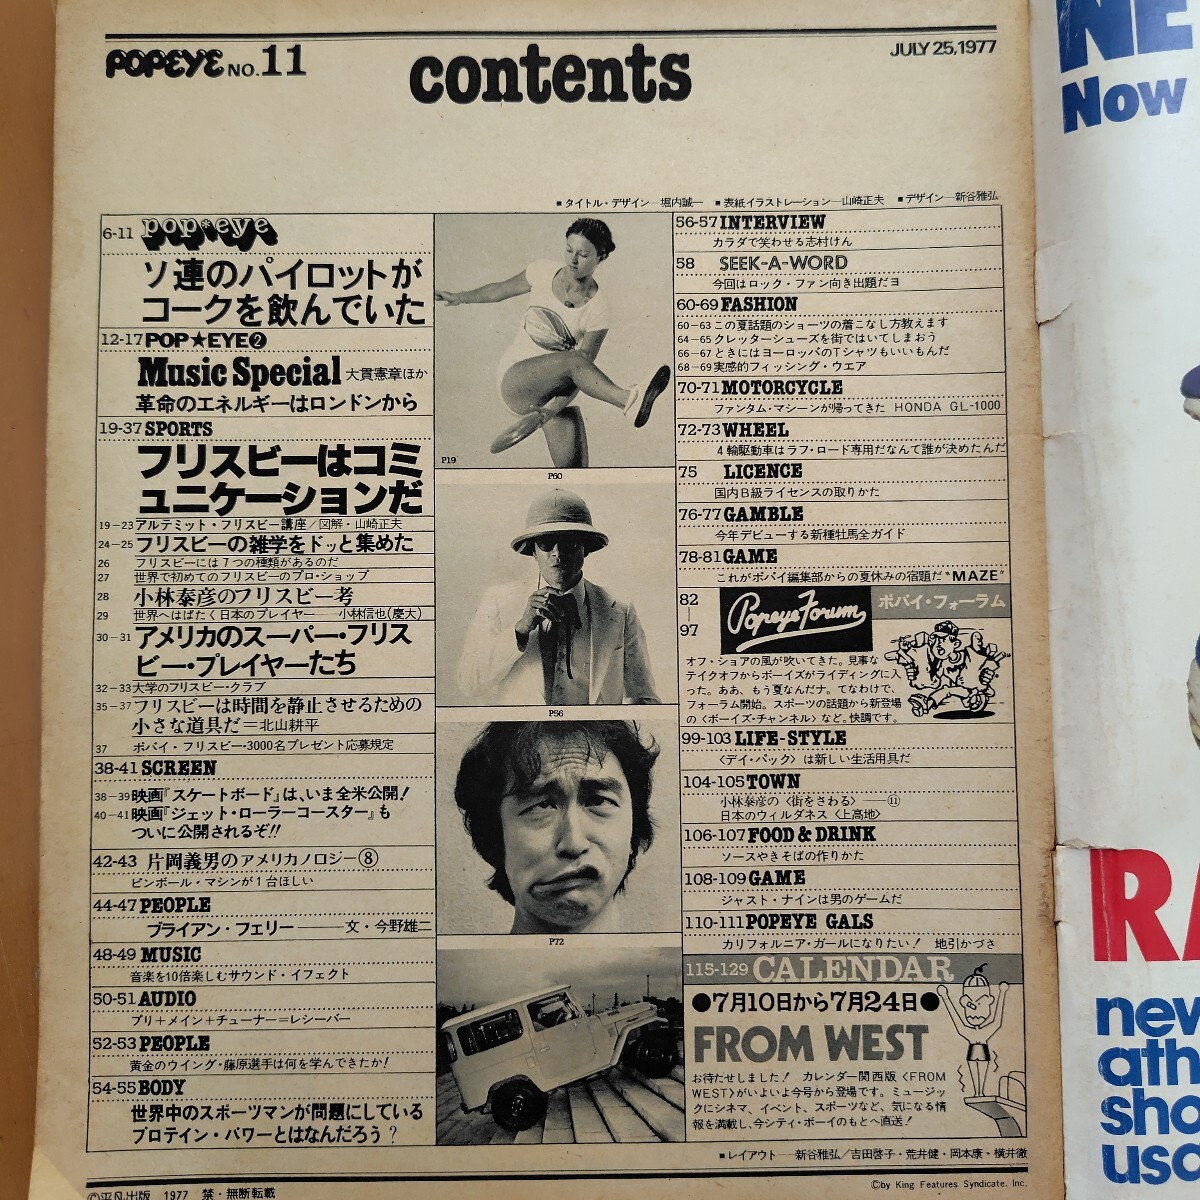 POPEYE NO.11
contents
JULY 25,1977
■タイトル・デザイン―堀内誠一 ■表紙イラストレーション―山崎正夫 ■デザイン―新谷雅弘
6-11 pop*eye
ソ連のパイロットが
コークを飲んでいた
12-17 POP★EYE❷
Music Special 大貫憲章ほか
革命のエネルギーはロンドンから
19-37 SPORTS
フリスビーはコミ
ュニケーションだ
19-23 アルテミット・フリスビー講座/図解・山崎正夫
24-25 フリスビーの雑学をドッと集めた
26 フリスビーには7つの種類があるのだ
27 世界で初めてのフリスビーのプロ・ショップ
28 小林泰彦のフリスビー考
29 世界へはばたく日本のプレイヤー――小林信也(慶大)
30-31 アメリカのスーパー・フリス
ビー・プレイヤーたち
32-33 大学のフリスビー・クラブ
35-37 フリスビーは時間を静止させるための
小さな道具だ＝北山耕平
37 ポパイ・フリスビー・3000名プレゼント応募規定
38-41 SCREEN
38-39 映画『スケートボード』は、いま全米公開!
40-41 映画『ジェット・ローラーコースター』も
ついに公開されるぞ!!
42-43 片岡義男のアメリカノロジー⑧
ピンボール・マシンが1台ほしい
44-47 PEOPLE
ブライアン・フェリー――文・今野雄二
48-49 MUSIC
音楽を10倍楽しむサウンド・イフェクト
50-51 AUDIO
プリ＋メイン＋チューナー＝レシーバー
52-53 PEOPLE
黄金のウイング・藤原選手は何を学んできたか!
54-55 BODY
世界中のスポーツマンが問題にしている
プロテイン・パワーとはなんだろう?
P19
P60
P56
P72
56-57 INTERVIEW
カラダで笑わせる志村けん
58 SEEK-A-WORD
今回はロック・ファン向き出題だヨ
60-69 FASHION
60-63 この夏話題のショーツの着こなし方教えます
64-65 クレッターシューズを街ではいてしまおう
66-67 ときにはヨーロッパのTシャツもいいもんだ
68-69 実感的フィッシング・ウエア
70-71 MOTORCYCLE
ファンタム・マシーンが帰ってきた HONDA GL-1000
72-73 WHEEL
4輪駆動車はラフ・ロード専用だなんて誰が決めたんだ
75 LICENCE
国内B級ライセンスの取りかた
76-77 GAMBLE
今年デビューする新種牡馬全ガイド
78-81 GAME
これがポパイ編集部からの夏休みの宿題だ“MAZE”
82-97 Popeye Forum ポパイ・フォーラム
オフ・ショアの風が吹いてきた。見事な
テイクオフからボーイズがライディングに入
った。ああ、もう夏なんだナ。てなわけで、
フォーラム開始。スポーツの話題から新登場
の〈ボーイズ・チャンネル〉など。快調です。
99-103 LIFE-STYLE
〈デイ・パック〉は新しい生活用具だ
104-105 TOWN
小林泰彦の〈街をさわる〉――⑪
日本のウィルダネス〈上高地〉
106-107 FOOD & DRINK
ソースやきそばの作りかた
108-109 GAME
ジャスト・ナインは男のゲームだ
110-111 POPEYE GALS
カリフォルニア・ガールになりたい! 地引かづさ
115-129 CALENDAR
●7月10日から7月24日●
FROM WEST
お待たせしました! カレンダー関西版〈FROM
WEST〉がいよいよ今号から登場です。ミュージッ
クにシネマ、イベント、スポーツなど、気になる情
報を満載し、今シティ・ボーイのもとへ直送!
■レイアウト――新谷雅弘/吉田啓子・荒井健・岡本康・横井徹
©平凡出版 1977 禁・無断転載
©by King Features Syndicate. Inc.
NE
Now
RA
new
ath
sho
usa